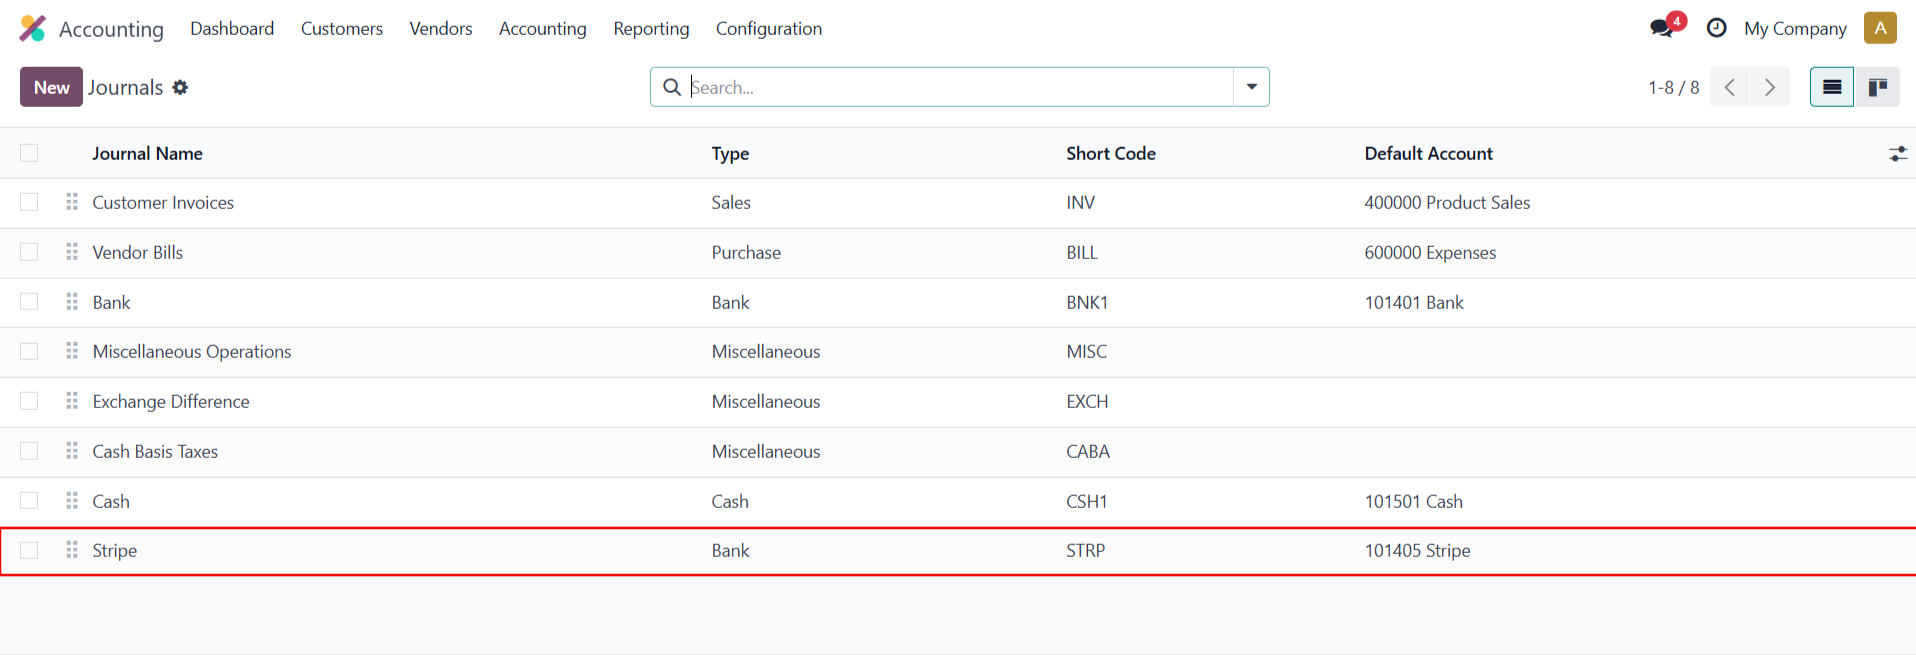 Accounting Dashboard Customers Vendors Accounting Reporting Configuration 4 My Company A
New Journals Search... 1-8 / 8
Journal Name Type Short Code Default Account
Customer Invoices Sales INV 400000 Product Sales
Vendor Bills Purchase BILL 600000 Expenses
Bank Bank BNK1 101401 Bank
Miscellaneous Operations Miscellaneous MISC
Exchange Difference Miscellaneous EXCH
Cash Basis Taxes Miscellaneous CABA
Cash Cash CSH1 101501 Cash
Stripe Bank STRP 101405 Stripe